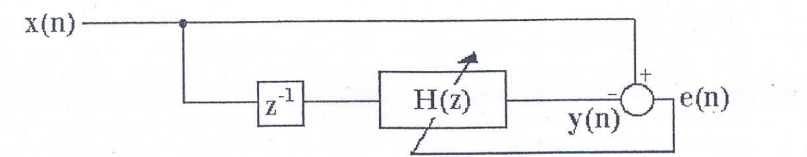 x(n)
+
z⁻¹ H(z) − e(n)
y(n)